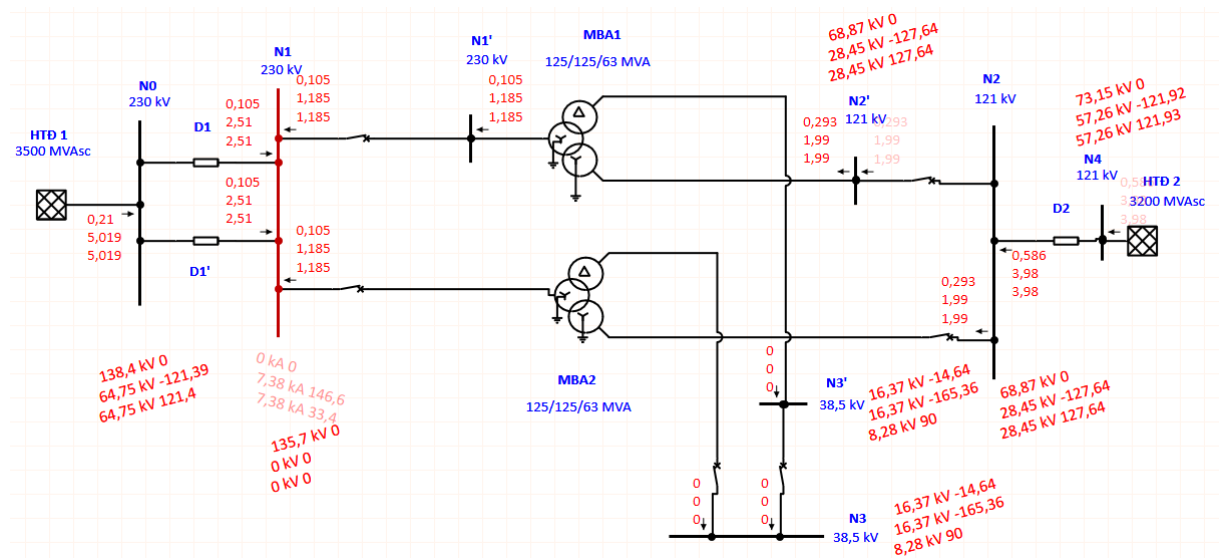 MBA1
125/125/63 MVA
68,87 kV 0
28,45 kV -127,64
28,45 kV 127,64
N1
230 kV
N1'
230 kV
N0
230 kV
0,105
1,185
1,185
0,105
1,185
1,185
N2
121 kV
73,15 kV 0
57,26 kV -121,92
57,26 kV 121,93
HTĐ 1
3500 MVAsc
0,105
2,51
2,51
D1
N2'
121 kV
0,293
1,99
1,99
0,293
1,99
1,99
N4
121 kV
HTĐ 2
3200 MVAsc
3,98
D2
0,21
5,019
5,019
0,105
2,51
2,51
D1'
0,105
1,185
1,185
0,586
3,98
3,98
0,293
1,99
1,99
138,4 kV 0
64,75 kV -121,39
64,75 kV 121,4
0 kA 0
7,38 kA 146,6
7,38 kA 33,4
135,7 kV 0
0 kV 0
0 kV 0
MBA2
125/125/63 MVA
0
0
0
N3'
38,5 kV
16,37 kV -14,64
16,37 kV -165,36
8,28 kV 90
68,87 kV 0
28,45 kV -127,64
28,45 kV 127,64
0
0
0
0
0
0
N3
38,5 kV
16,37 kV -14,64
16,37 kV -165,36
8,28 kV 90